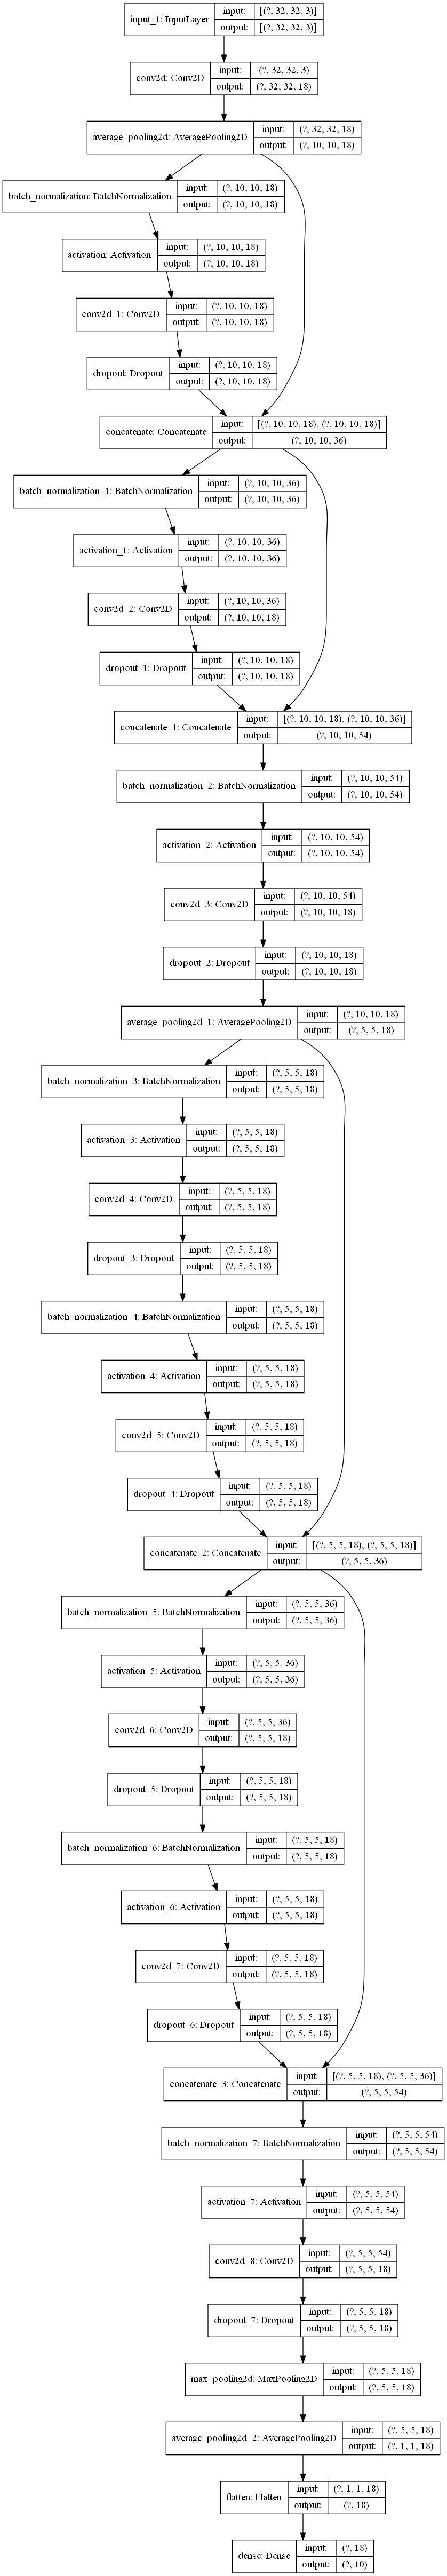 input_1: InputLayer
input: [(?, 32, 32, 3)]
output: [(?, 32, 32, 3)]
conv2d: Conv2D
input: (?, 32, 32, 3)
output: (?, 32, 32, 18)
average_pooling2d: AveragePooling2D
input: (?, 32, 32, 18)
output: (?, 10, 10, 18)
batch_normalization: BatchNormalization
input: (?, 10, 10, 18)
output: (?, 10, 10, 18)
activation: Activation
input: (?, 10, 10, 18)
output: (?, 10, 10, 18)
conv2d_1: Conv2D
input: (?, 10, 10, 18)
output: (?, 10, 10, 18)
dropout: Dropout
input: (?, 10, 10, 18)
output: (?, 10, 10, 18)
concatenate: Concatenate
input: [(?, 10, 10, 18), (?, 10, 10, 18)]
output: (?, 10, 10, 36)
batch_normalization_1: BatchNormalization
input: (?, 10, 10, 36)
output: (?, 10, 10, 36)
activation_1: Activation
input: (?, 10, 10, 36)
output: (?, 10, 10, 36)
conv2d_2: Conv2D
input: (?, 10, 10, 36)
output: (?, 10, 10, 18)
dropout_1: Dropout
input: (?, 10, 10, 18)
output: (?, 10, 10, 18)
concatenate_1: Concatenate
input: [(?, 10, 10, 18), (?, 10, 10, 36)]
output: (?, 10, 10, 54)
batch_normalization_2: BatchNormalization
input: (?, 10, 10, 54)
output: (?, 10, 10, 54)
activation_2: Activation
input: (?, 10, 10, 54)
output: (?, 10, 10, 54)
conv2d_3: Conv2D
input: (?, 10, 10, 54)
output: (?, 10, 10, 18)
dropout_2: Dropout
input: (?, 10, 10, 18)
output: (?, 10, 10, 18)
average_pooling2d_1: AveragePooling2D
input: (?, 10, 10, 18)
output: (?, 5, 5, 18)
batch_normalization_3: BatchNormalization
input: (?, 5, 5, 18)
output: (?, 5, 5, 18)
activation_3: Activation
input: (?, 5, 5, 18)
output: (?, 5, 5, 18)
conv2d_4: Conv2D
input: (?, 5, 5, 18)
output: (?, 5, 5, 18)
dropout_3: Dropout
input: (?, 5, 5, 18)
output: (?, 5, 5, 18)
batch_normalization_4: BatchNormalization
input: (?, 5, 5, 18)
output: (?, 5, 5, 18)
activation_4: Activation
input: (?, 5, 5, 18)
output: (?, 5, 5, 18)
conv2d_5: Conv2D
input: (?, 5, 5, 18)
output: (?, 5, 5, 18)
dropout_4: Dropout
input: (?, 5, 5, 18)
output: (?, 5, 5, 18)
concatenate_2: Concatenate
input: [(?, 5, 5, 18), (?, 5, 5, 18)]
output: (?, 5, 5, 36)
batch_normalization_5: BatchNormalization
input: (?, 5, 5, 36)
output: (?, 5, 5, 36)
activation_5: Activation
input: (?, 5, 5, 36)
output: (?, 5, 5, 36)
conv2d_6: Conv2D
input: (?, 5, 5, 36)
output: (?, 5, 5, 18)
dropout_5: Dropout
input: (?, 5, 5, 18)
output: (?, 5, 5, 18)
batch_normalization_6: BatchNormalization
input: (?, 5, 5, 18)
output: (?, 5, 5, 18)
activation_6: Activation
input: (?, 5, 5, 18)
output: (?, 5, 5, 18)
conv2d_7: Conv2D
input: (?, 5, 5, 18)
output: (?, 5, 5, 18)
dropout_6: Dropout
input: (?, 5, 5, 18)
output: (?, 5, 5, 18)
concatenate_3: Concatenate
input: [(?, 5, 5, 18), (?, 5, 5, 36)]
output: (?, 5, 5, 54)
batch_normalization_7: BatchNormalization
input: (?, 5, 5, 54)
output: (?, 5, 5, 54)
activation_7: Activation
input: (?, 5, 5, 54)
output: (?, 5, 5, 54)
conv2d_8: Conv2D
input: (?, 5, 5, 54)
output: (?, 5, 5, 18)
dropout_7: Dropout
input: (?, 5, 5, 18)
output: (?, 5, 5, 18)
max_pooling2d: MaxPooling2D
input: (?, 5, 5, 18)
output: (?, 5, 5, 18)
average_pooling2d_2: AveragePooling2D
input: (?, 5, 5, 18)
output: (?, 1, 1, 18)
flatten: Flatten
input: (?, 1, 1, 18)
output: (?, 18)
dense: Dense
input: (?, 18)
output: (?, 10)